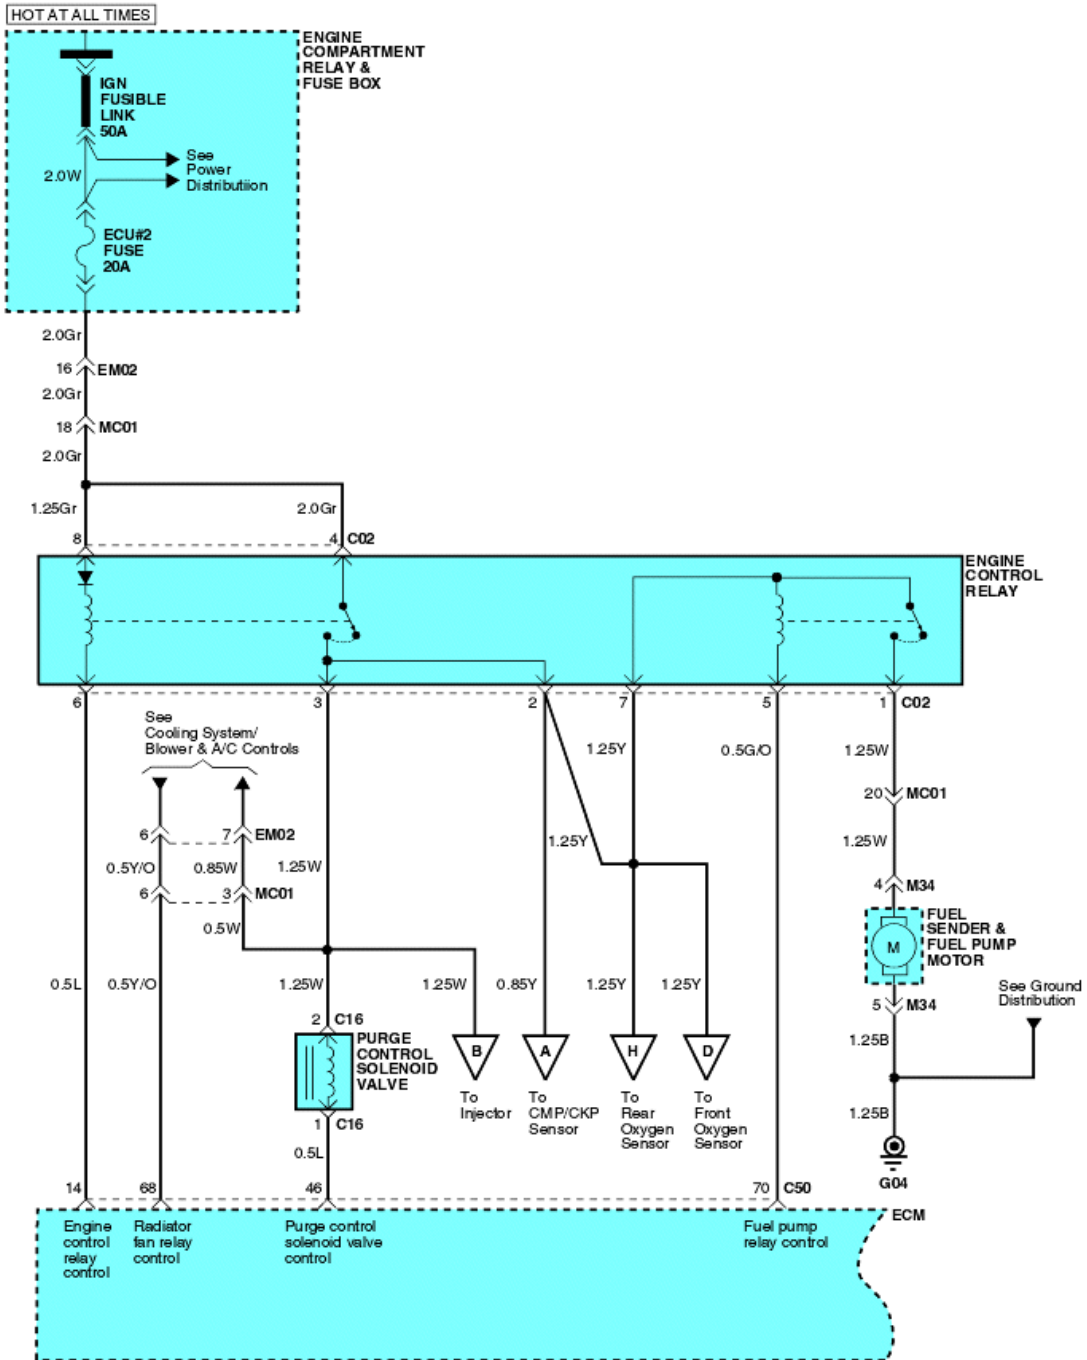 HOT AT ALL TIMES
ENGINE
COMPARTMENT
RELAY &
FUSE BOX
IGN
FUSIBLE
LINK
50A
See
Power
Distributiion
2.0W
ECU#2
FUSE
20A
2.0Gr
16 EM02
2.0Gr
18 MC01
2.0Gr
1.25Gr 2.0Gr
8 4 C02
ENGINE
CONTROL
RELAY
6 3 2 7 5 1 C02
See
Cooling System/
Blower & A/C Controls
1.25Y 0.5G/O 1.25W
20 MC01
6 7 EM02
1.25Y 1.25W
0.5Y/O 0.85W 1.25W
4 M34
6 3 MC01
FUEL
SENDER &
FUEL PUMP
MOTOR
M
0.5W
0.5L 0.5Y/O 1.25W 1.25W 0.85Y 1.25Y 1.25Y
See Ground
Distribution
5 M34
2 C16
PURGE
CONTROL
SOLENOID
VALVE
1.25B
B A H D
To
Injector
To
CMP/CKP
Sensor
To
Rear
Oxygen
Sensor
To
Front
Oxygen
Sensor
1 C16
1.25B
0.5L
G04
14 68 46 70 C50
ECM
Engine
control
relay
control
Radiator
fan relay
control
Purge control
solenoid valve
control
Fuel pump
relay control